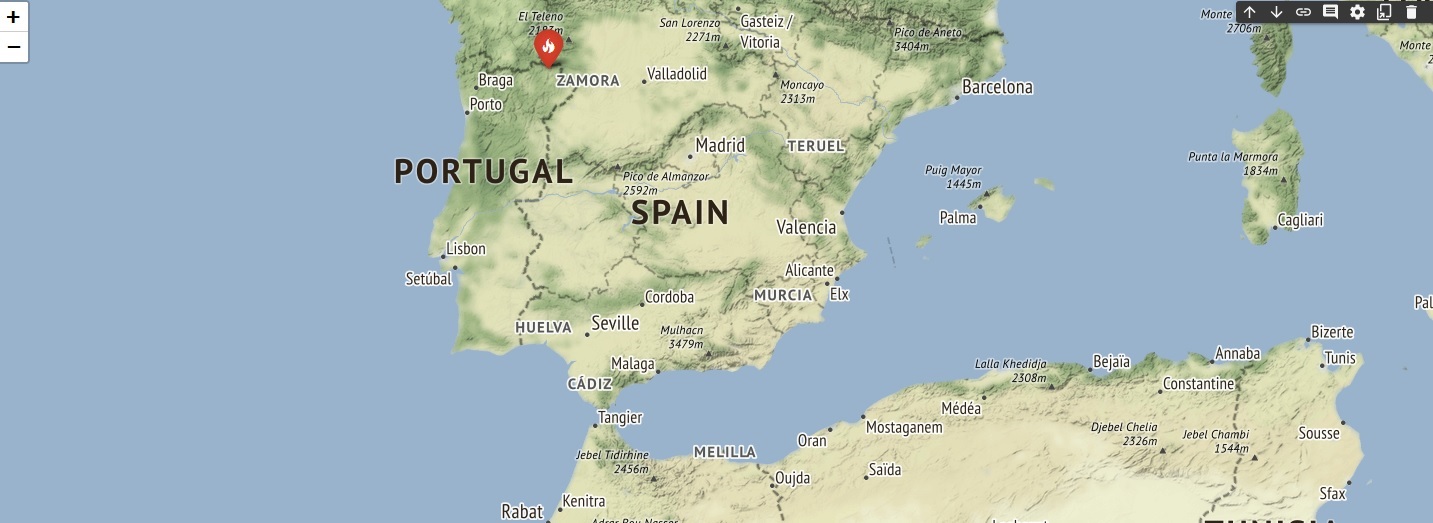 +
−
El Teleno
San Lorenzo
2271m
Gasteiz /
Vitoria
Pico de Aneto
3404m
Monte
2706m
Monte
Braga
ZAMORA
Valladolid
Moncayo
2313m
Barcelona
Porto
Madrid
TERUEL
PORTUGAL
Pico de Almanzor
2592m
Puig Mayor
1445m
Punta la Marmora
1834m
SPAIN
Palma
Valencia
Cagliari
Lisbon
Setúbal
Alicante
MURCIA
Elx
Cordoba
HUELVA
Seville
Mulhacn
3479m
Bizerte
Malaga
Lalla Khedidja
2308m
Bejaïa
Annaba
Tunis
CÁDIZ
Constantine
Tangier
Médéa
Mostaganem
Oran
Djebel Chelia
2326m
Jebel Chambi
1544m
Sousse
Jebel Tidirhine
2456m
MELILLA
Oujda
Saïda
Sfax
Kenitra
Rabat